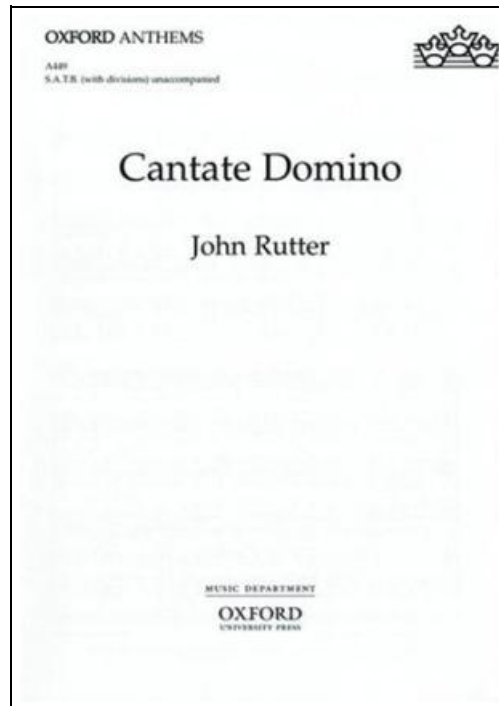 OXFORD ANTHEMS
A449
S.A.T.B. (with divisions) unaccompanied
Cantate Domino
John Rutter
MUSIC DEPARTMENT
OXFORD
UNIVERSITY PRESS